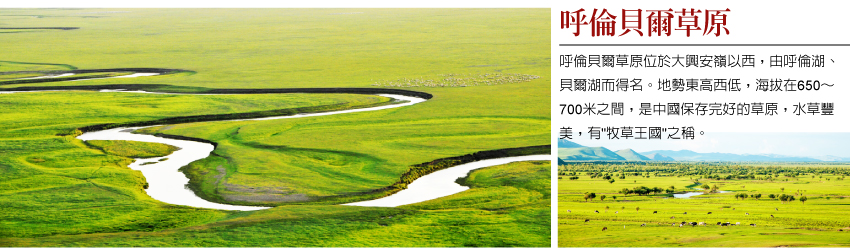 呼倫貝爾草原
呼倫貝爾草原位於大興安嶺以西，由呼倫湖、
貝爾湖而得名。地勢東高西低，海拔在650～
700米之間，是中國保存完好的草原，水草豐
美，有"牧草王國"之稱。